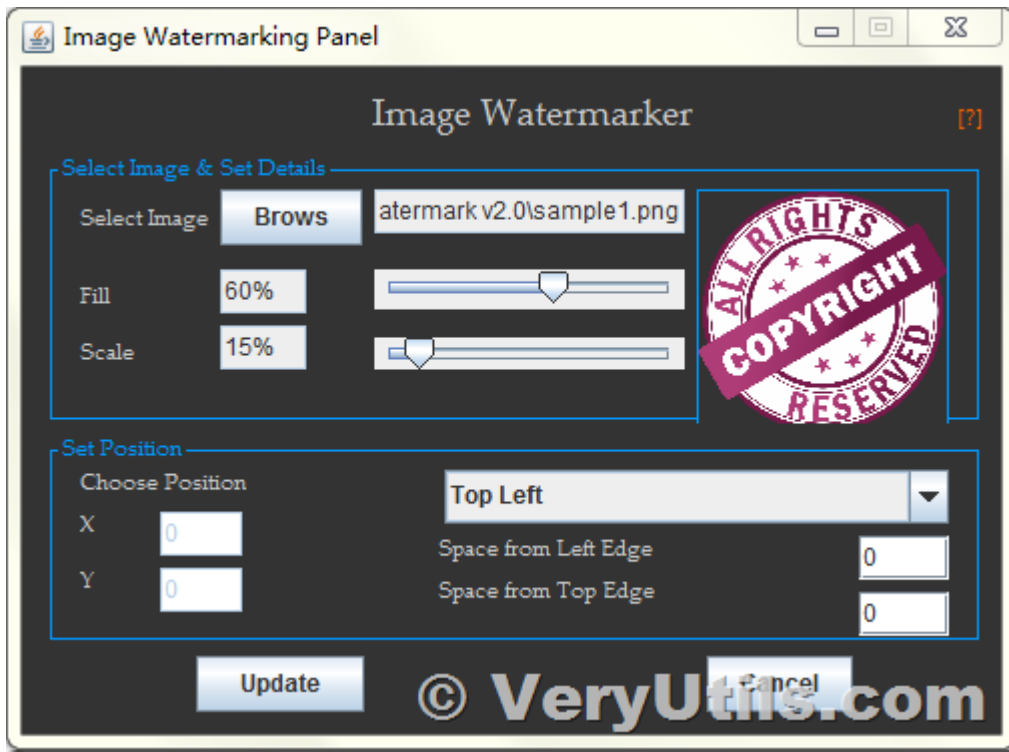 Image Watermarking Panel
Image Watermarker
[?]
Select Image & Set Details
Select Image
Brows
atermark v2.0\sample1.png
ALL RIGHTS
COPYRIGHT
RESERVED
Fill
60%
Scale
15%
Set Position
Choose Position
Top Left
X
0
Space from Left Edge
0
Y
0
Space from Top Edge
0
Update
Cancel
© VeryUtils.com